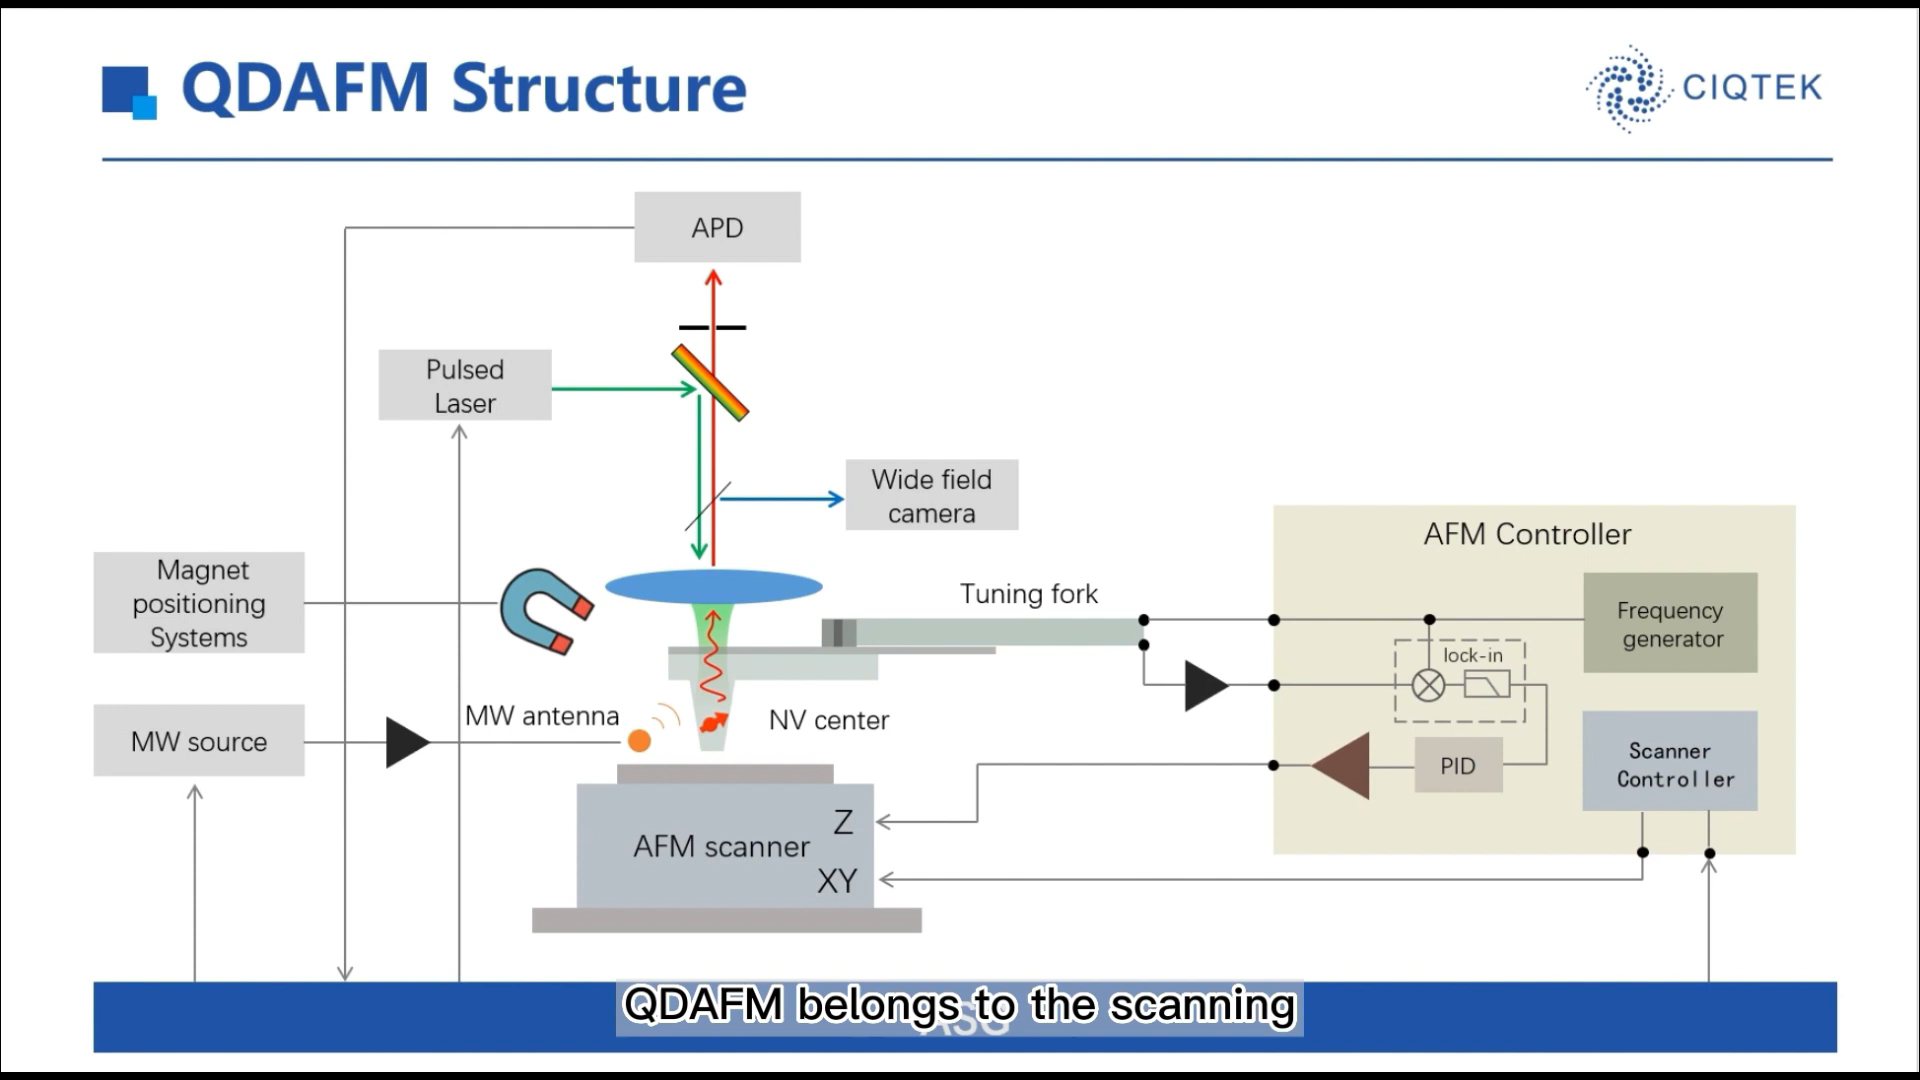 QDAFM Structure
CIQTEK
APD
Pulsed
Laser
Wide field
camera
AFM Controller
Magnet
positioning
Systems
Tuning fork
Frequency
generator
lock-in
MW antenna
NV center
MW source
Scanner
Controller
PID
Z
AFM scanner
XY
QDAFM belongs to the scanning
ASG